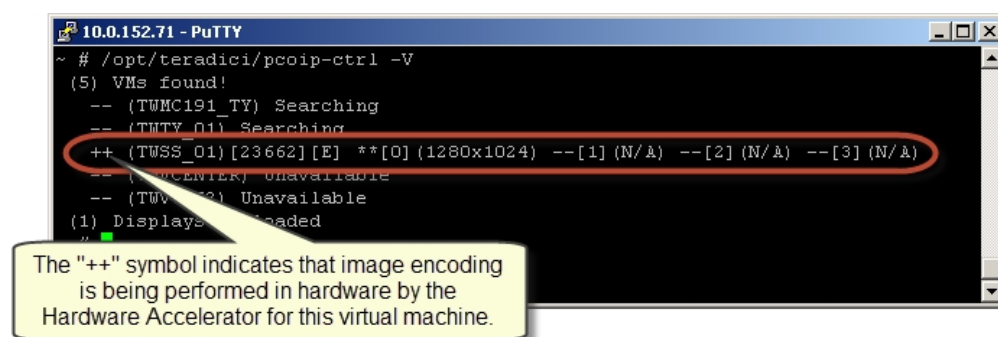 10.0.152.71 - PuTTY
~ # /opt/teradici/pcoip-ctrl -V
(5) VMs found!
-- (TWMC191_TY) Searching
-- (TWTY_01) Searching
++ (TWSS_01)[23662][E] **[0](1280x1024) --[1](N/A) --[2](N/A) --[3](N/A)
-- Unavailable
-- Unavailable
(1) Displays
The "++" symbol indicates that image encoding
is being performed in hardware by the
Hardware Accelerator for this virtual machine.